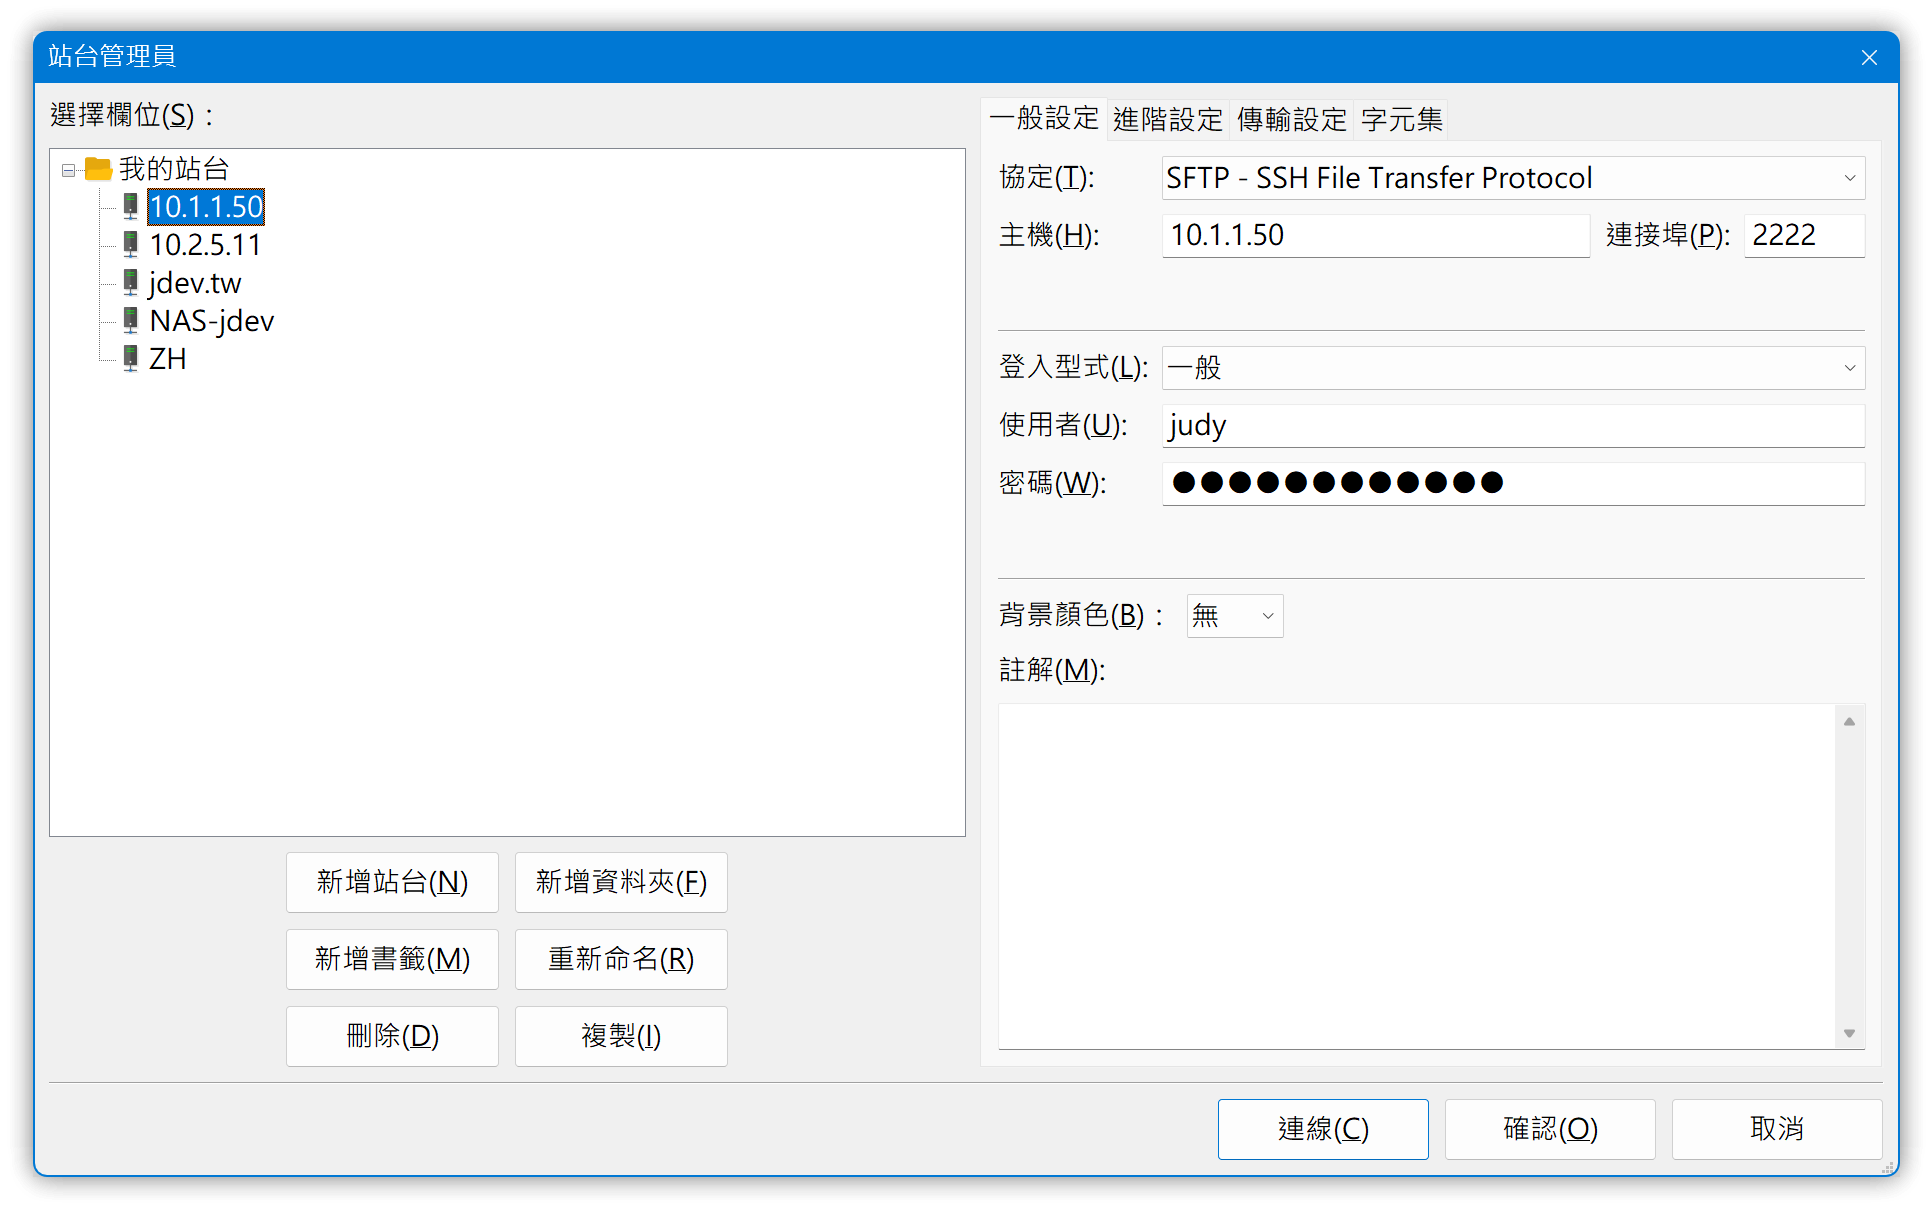 站台管理員
選擇欄位(S)：
我的站台
10.1.1.50
10.2.5.11
jdev.tw
NAS-jdev
ZH
新增站台(N) 新增資料夾(F)
新增書籤(M) 重新命名(R)
刪除(D) 複製(I)
一般設定 進階設定 傳輸設定 字元集
協定(T): SFTP - SSH File Transfer Protocol
主機(H): 10.1.1.50 連接埠(P): 2222
登入型式(L): 一般
使用者(U): judy
密碼(W): ●●●●●●●●●●●●
背景顏色(B)： 無
註解(M):
連線(C) 確認(O) 取消